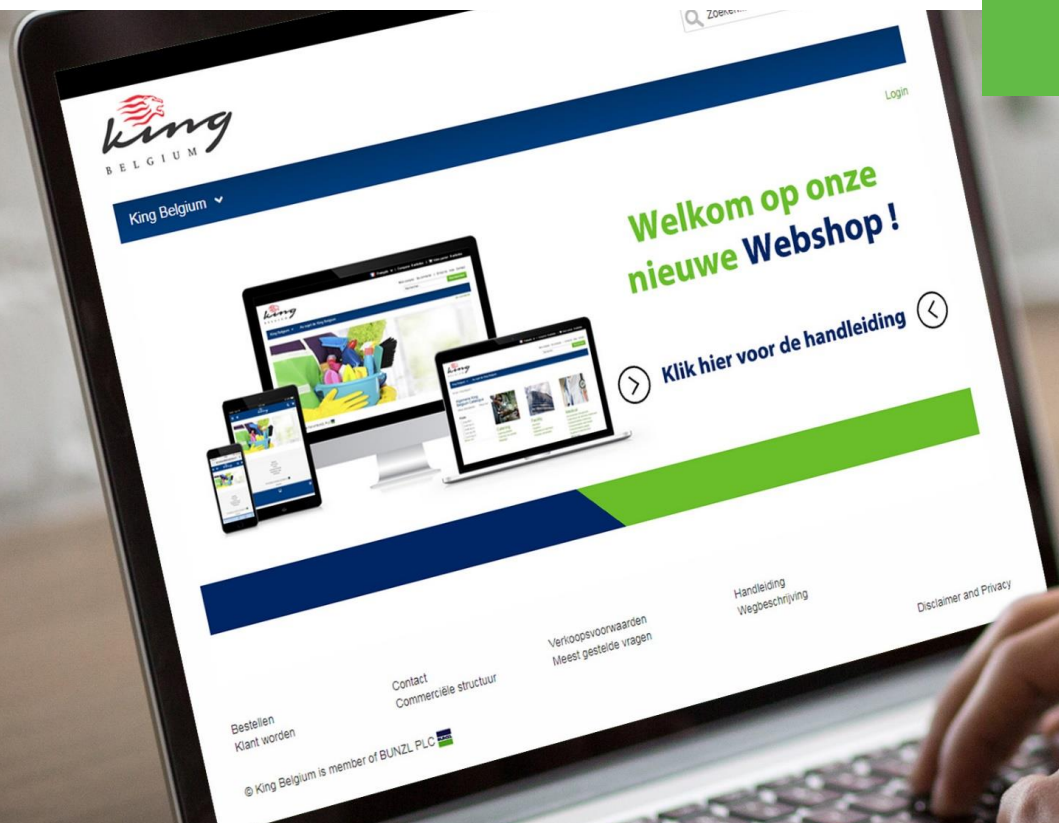 Zoeken...
king
BELGIUM
Login
King Belgium
Welkom op onze
nieuwe Webshop !
Klik hier voor de handleiding
king
king
Bestellen
Klant worden
Contact
Commerciële structuur
Verkoopsvoorwaarden
Meest gestelde vragen
Handleiding
Wegbeschrijving
Disclaimer and Privacy
© King Belgium is member of BUNZL PLC